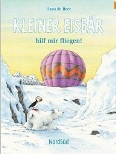 Hans de Beer
KLEINER EISBÄR
hilf mir fliegen!
NordSüd